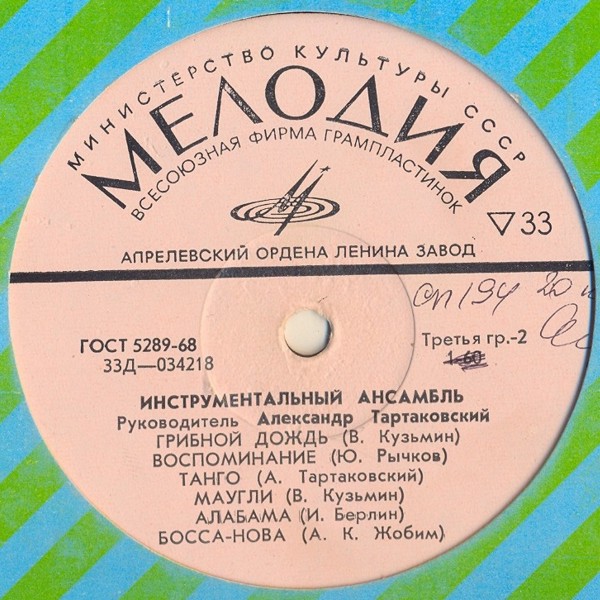 МИНИСТЕРСТВО КУЛЬТУРЫ СССР
МЕЛОДИЯ
ВСЕСОЮЗНАЯ ФИРМА ГРАМПЛАСТИНОК
▽33
АПРЕЛЕВСКИЙ ОРДЕНА ЛЕНИНА ЗАВОД
ГОСТ 5289-68
33Д—034218
Третья гр.-2
1-60
ИНСТРУМЕНТАЛЬНЫЙ АНСАМБЛЬ
Руководитель Александр Тартаковский
ГРИБНОЙ ДОЖДЬ (В. Кузьмин)
ВОСПОМИНАНИЕ (Ю. Рычков)
ТАНГО (А. Тартаковский)
МАУГЛИ (В. Кузьмин)
АЛАБАМА (И. Берлин)
БОССА-НОВА (А. К. Жобим)